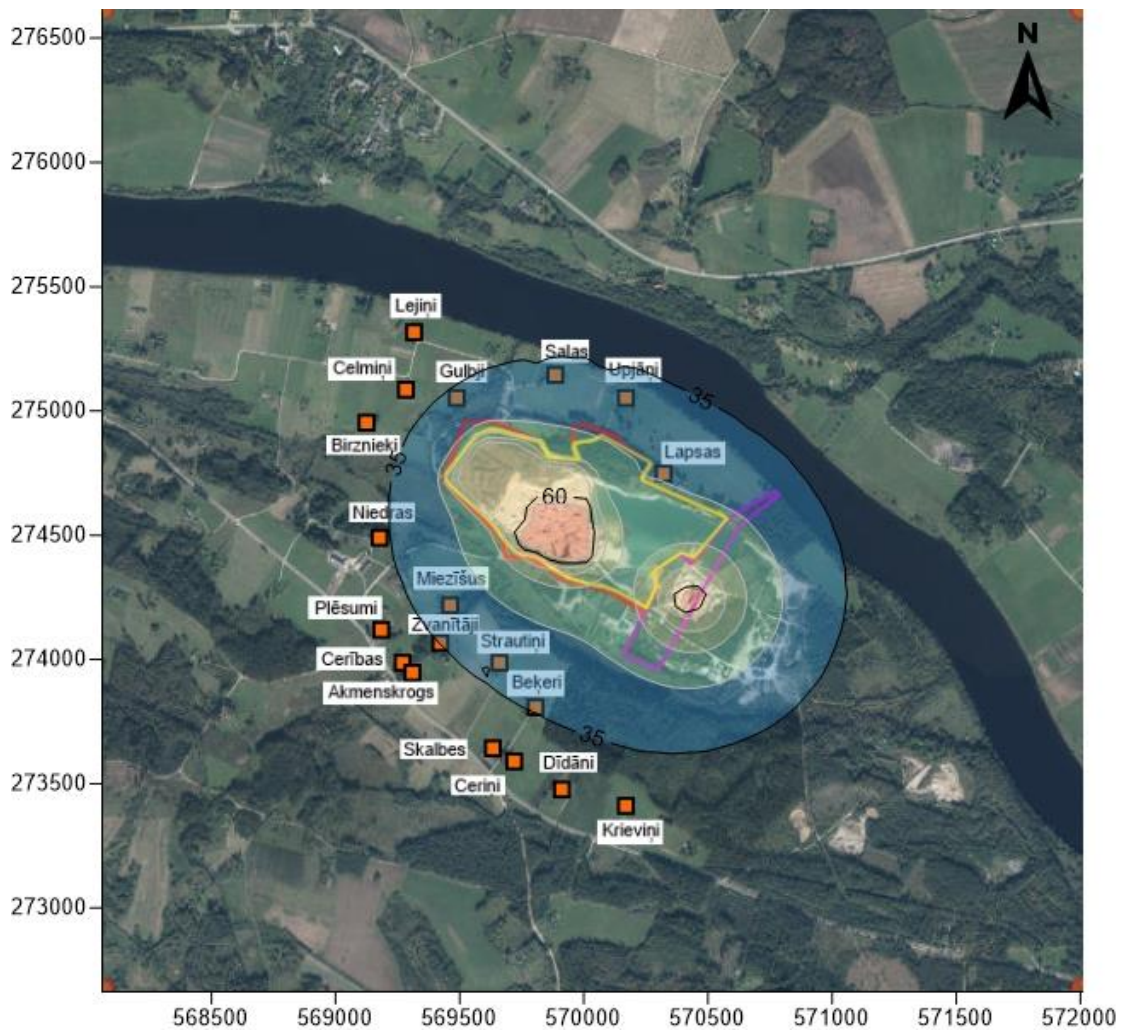 276500
N
276000
275500
Lejiņi
275000
Celmiņi
Gulbji
Salas
Upjāņi
35
Birznieki
35
Lapsas
274500
60
Niedras
Miezīšus
Plēsumi
Zvanītāji
274000
Cerības
Strautiņi
Akmenskrogs
4
Beķeri
35
273500
Skalbes
Dīdāni
Cerini
Krieviņi
273000
568500 569000 569500 570000 570500 571000 571500 572000